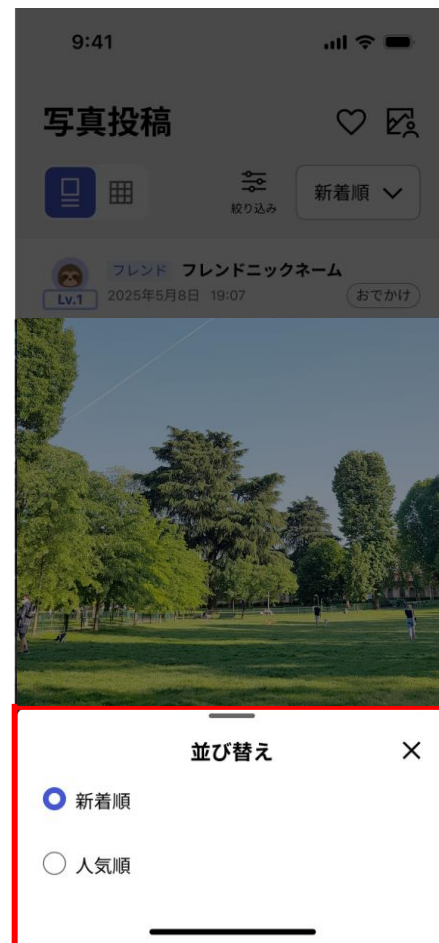 9:41
写真投稿
絞り込み
新着順
フレンド フレンドニックネーム
Lv.1 2025年5月8日 19:07 おでかけ
並び替え
新着順
人気順